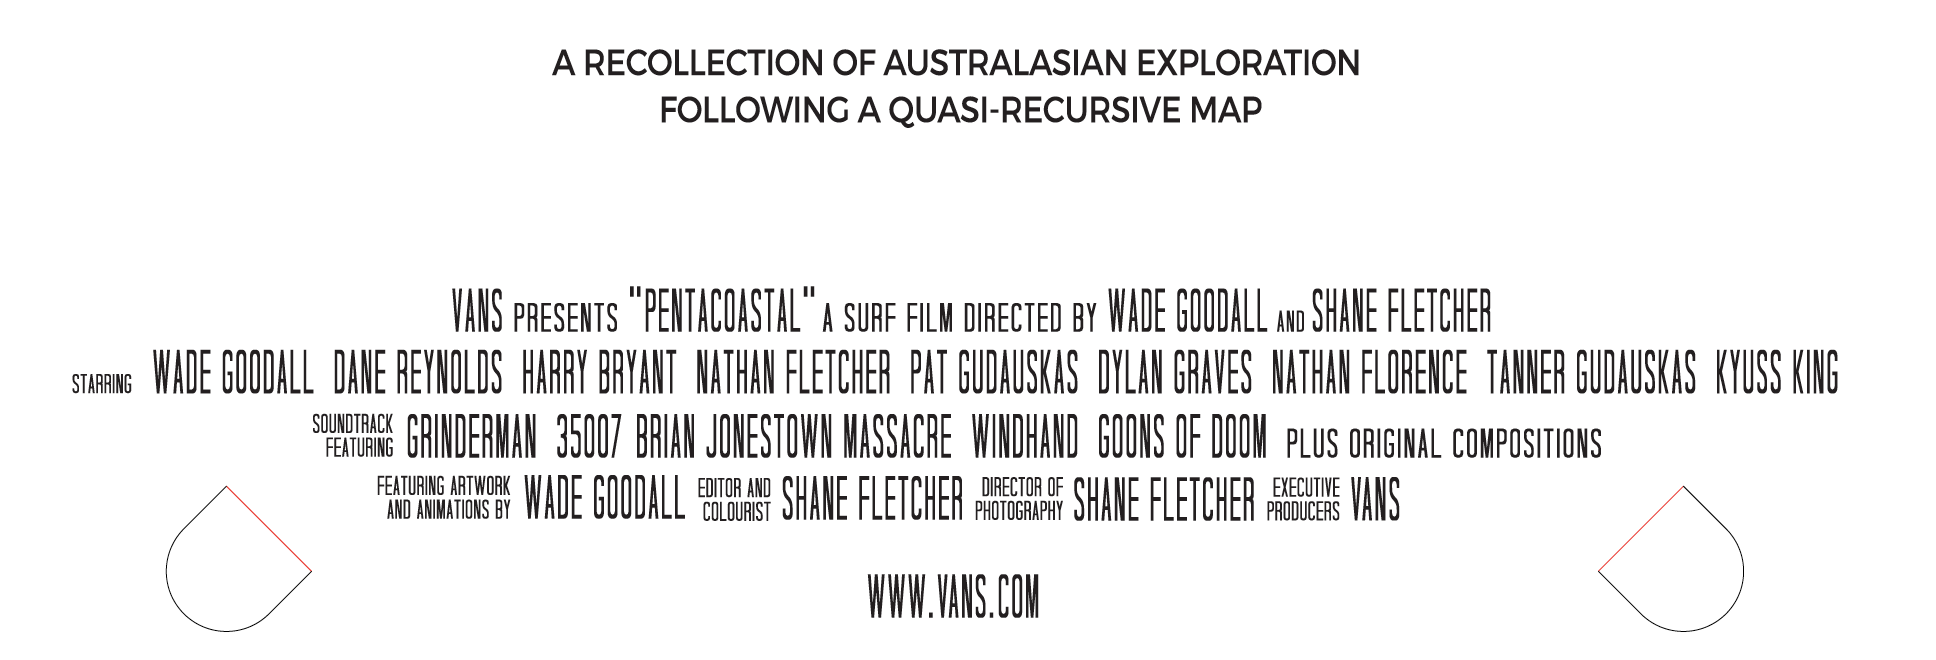 A RECOLLECTION OF AUSTRALASIAN EXPLORATION
FOLLOWING A QUASI-RECURSIVE MAP
VANS PRESENTS "PENTACOASTAL" A SURF FILM DIRECTED BY WADE GOODALL AND SHANE FLETCHER
STARRING WADE GOODALL DANE REYNOLDS HARRY BRYANT NATHAN FLETCHER PAT GUDAUSKAS DYLAN GRAVES NATHAN FLORENCE TANNER GUDAUSKAS KYUSS KING
SOUNDTRACK FEATURING GRINDERMAN 35007 BRIAN JONESTOWN MASSACRE WINDHAND GOONS OF DOOM PLUS ORIGINAL COMPOSITIONS
FEATURING ARTWORK AND ANIMATIONS BY WADE GOODALL EDITOR AND COLOURIST SHANE FLETCHER DIRECTOR OF PHOTOGRAPHY SHANE FLETCHER EXECUTIVE PRODUCERS VANS
WWW.VANS.COM